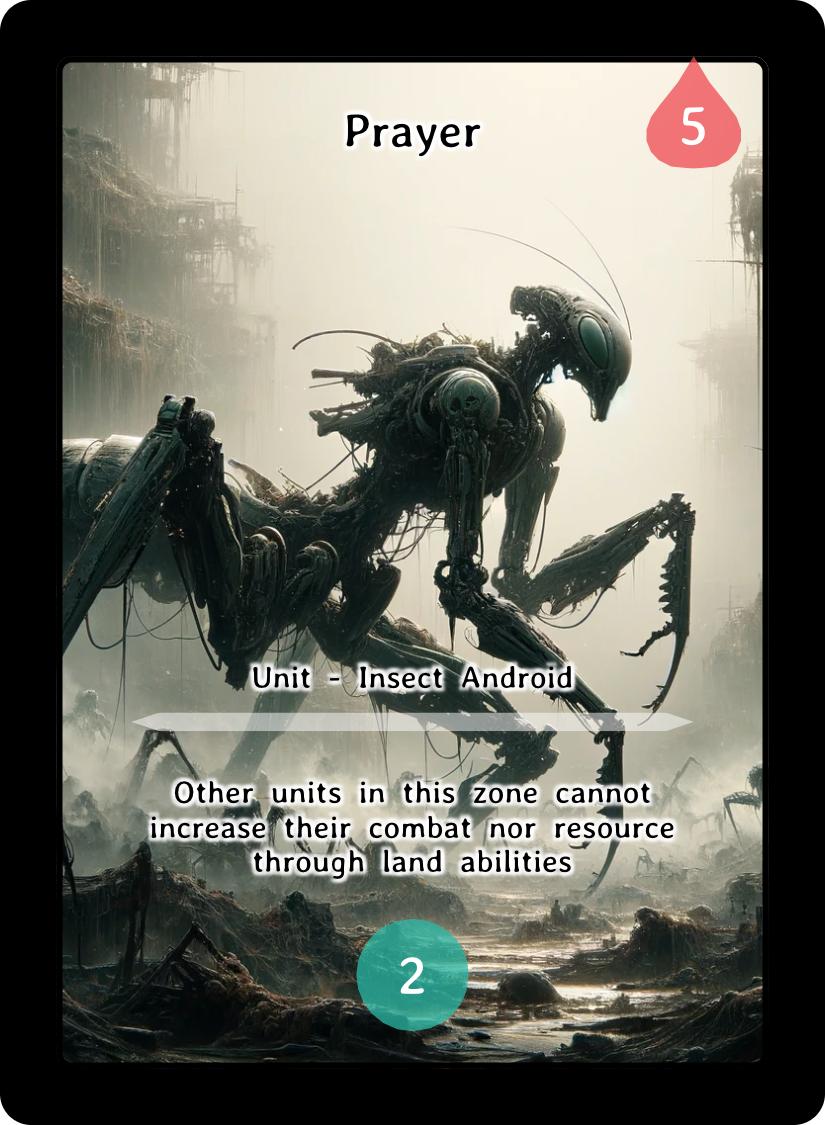 Prayer
5
Unit - Insect Android
Other units in this zone cannot
increase their combat nor resource
through land abilities
2